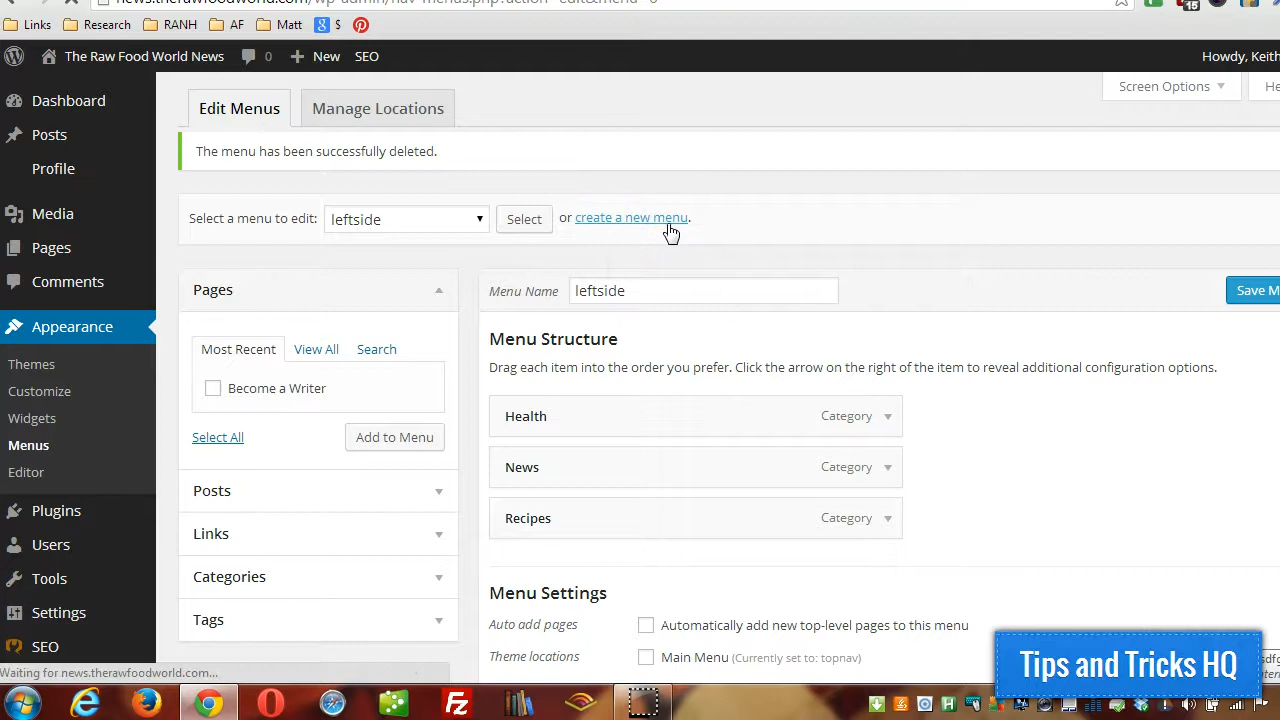 Links Research RANH AF Matt $
The Raw Food World News 0 New SEO Howdy, Keith
Screen Options
Edit Menus Manage Locations
The menu has been successfully deleted.
Select a menu to edit: leftside Select or create a new menu.
Dashboard
Posts
Profile
Media
Pages
Comments
Appearance
Themes
Customize
Widgets
Menus
Editor
Plugins
Users
Tools
Settings
SEO
Pages
Most Recent View All Search
Become a Writer
Select All Add to Menu
Posts
Links
Categories
Tags
Menu Name leftside Save M
Menu Structure
Drag each item into the order you prefer. Click the arrow on the right of the item to reveal additional configuration options.
Health Category
News Category
Recipes Category
Menu Settings
Auto add pages Automatically add new top-level pages to this menu
Theme locations Main Menu (Currently set to: topnav)
Waiting for news.therawfoodworld.com...
Tips and Tricks HQ
15